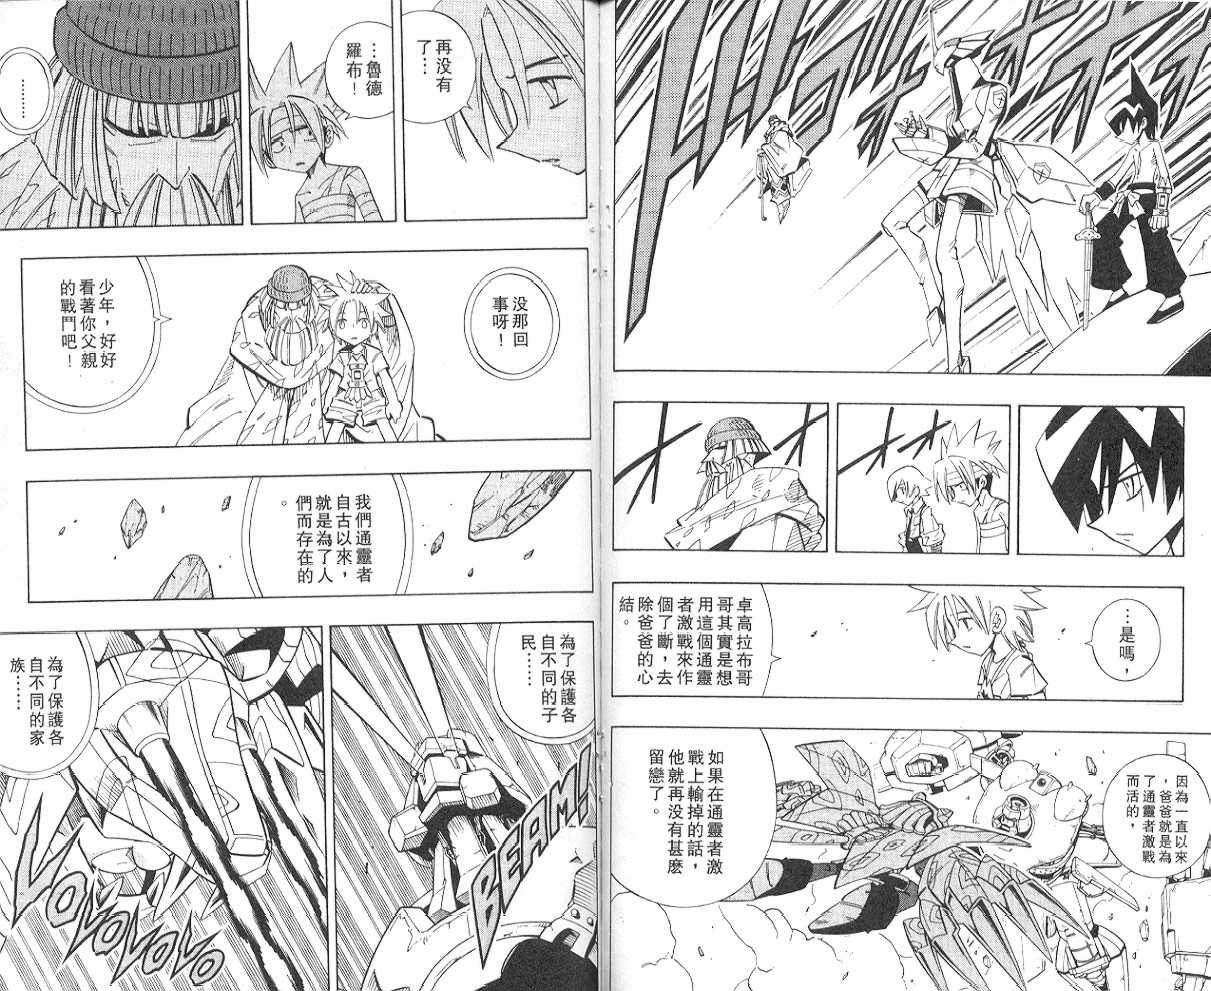 …是嗎，
卓高拉布哥
哥其實是想
用這個通靈
者激戰來作
個了斷，去
除爸爸的心
結。
因為一直以來
，爸爸就是為
了通靈者激戰
而活的，
如果在通靈者激
戰上輸掉的話，
他就再没有甚麽
留戀了。
再没有
了…
…魯德
羅布！
………
没那回
事呀！
少年，好好
看著你父親
的戰鬥吧！
我們通靈者
自古以來，
就是為了人
們而存在的
。
為了保護各
自不同的子
民……
BEAM!
為了保護各
自不同的家
族……
VOVOVOVOVO